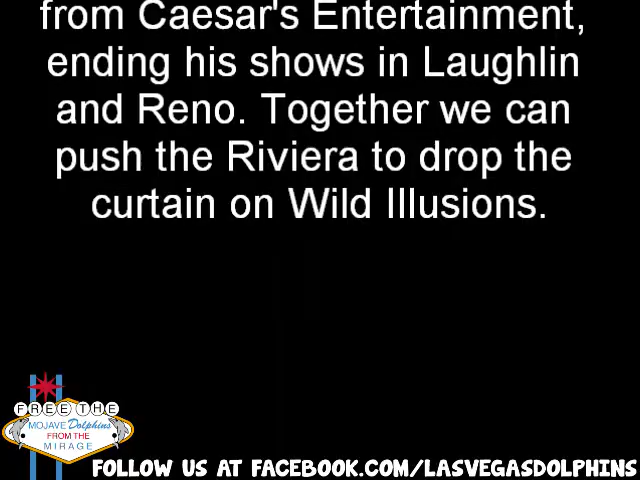 from Caesar's Entertainment,
ending his shows in Laughlin
and Reno. Together we can
push the Riviera to drop the
curtain on Wild Illusions.
FREE THE
MOJAVE Dolphins
FROM THE
MIRAGE
FOLLOW US AT FACEBOOK.COM/LASVEGASDOLPHINS